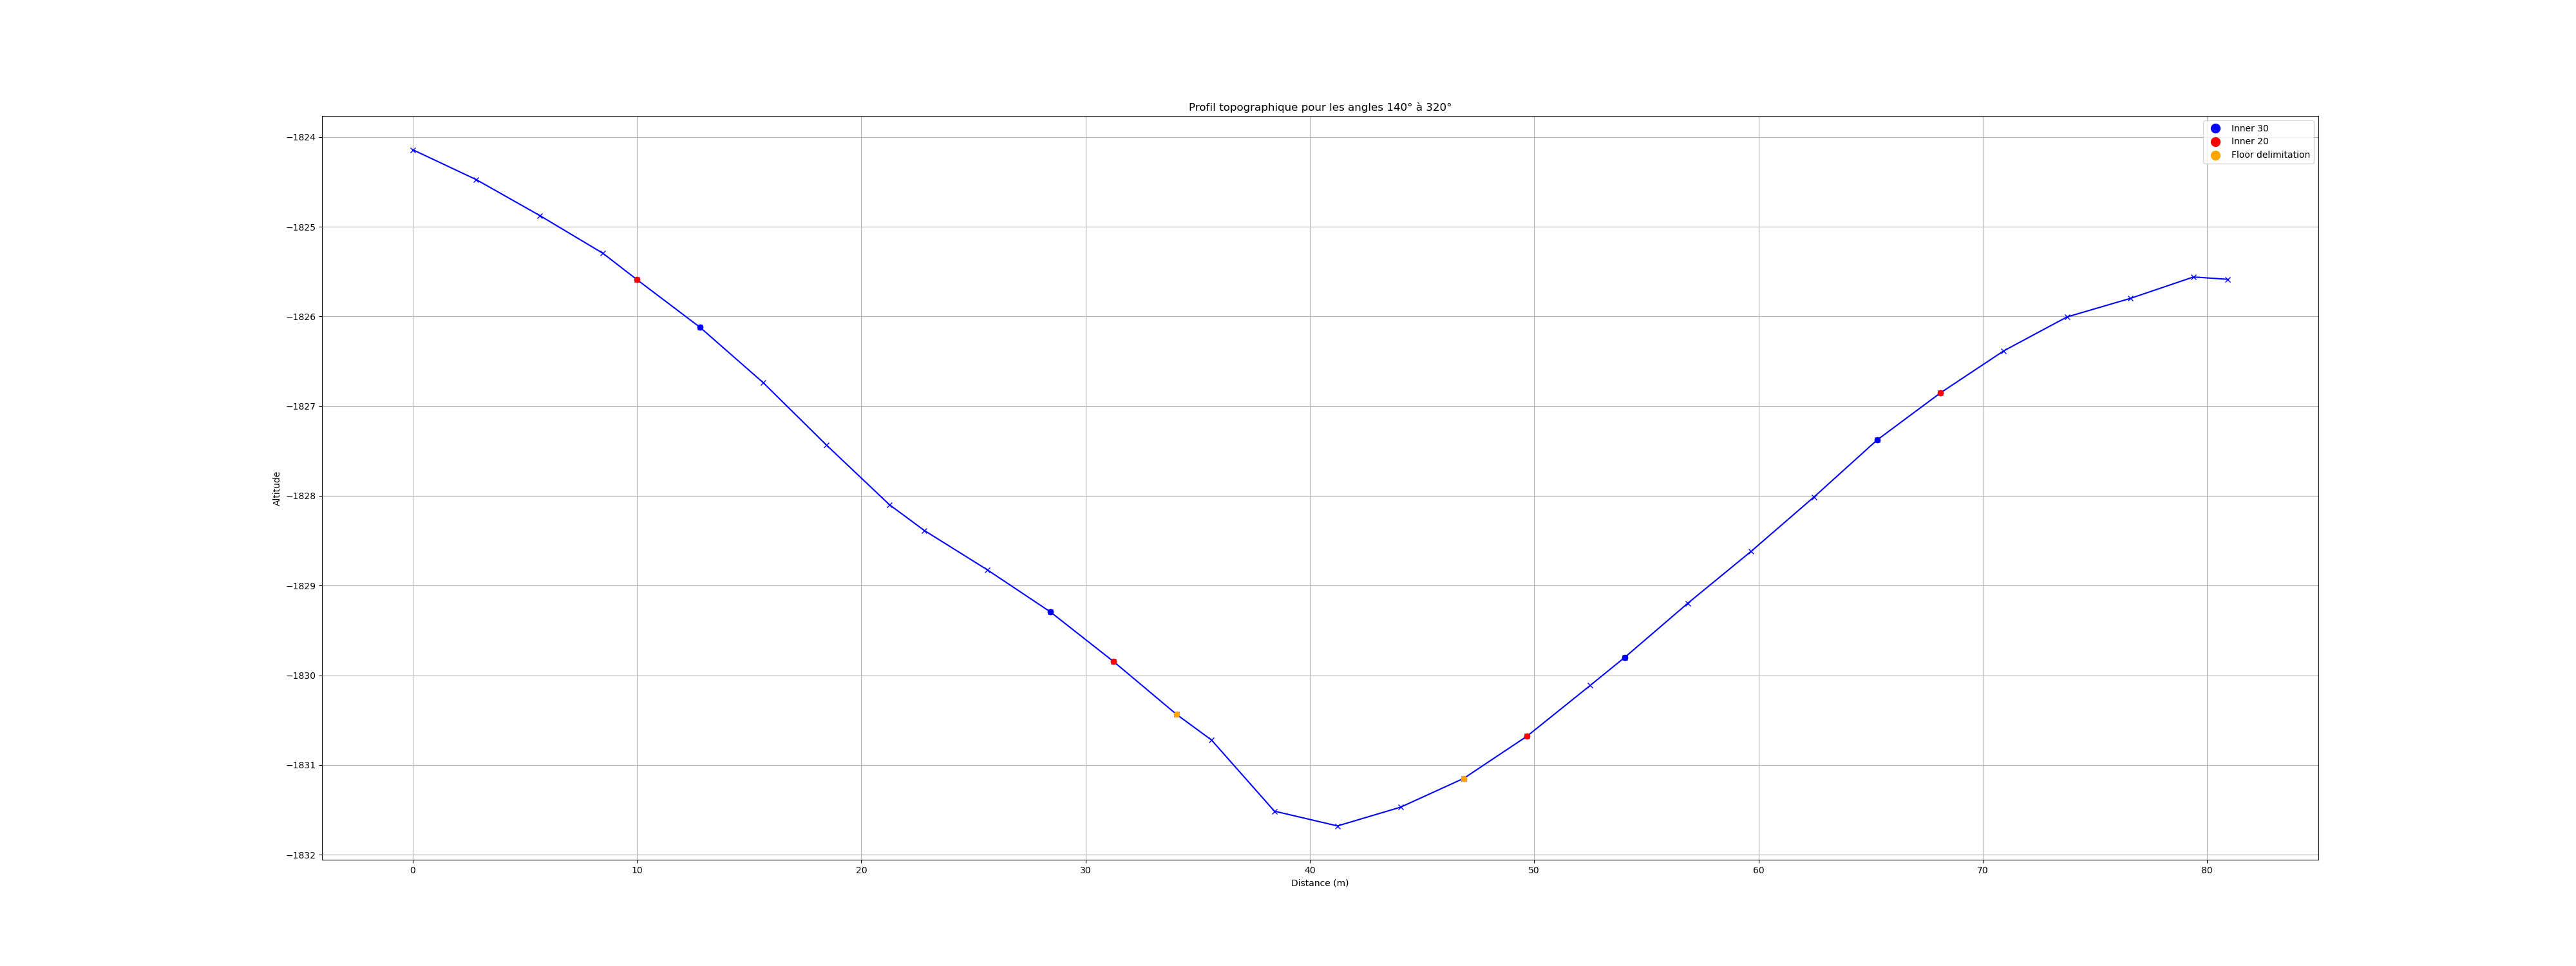 Profil topographique pour les angles 140° à 320°
Inner 30
Inner 20
Floor delimitation
Altitude
−1824
−1825
−1826
−1827
−1828
−1829
−1830
−1831
−1832
0 10 20 30 40 50 60 70 80
Distance (m)